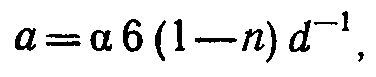 a = α 6 (1—n) d⁻¹,